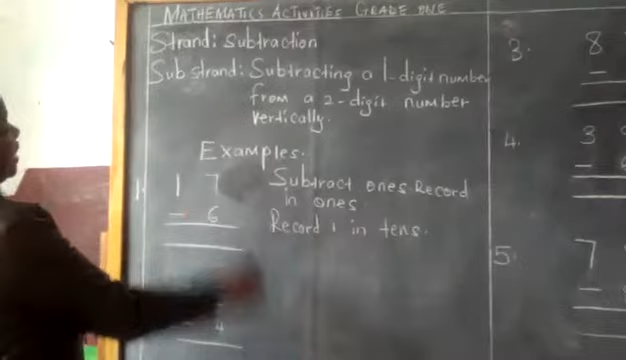 MATHEMATICS ACTIVITIES GRADE ONE
Strand: Subtraction
Sub strand: Subtracting a 1-digit number
from a 2-digit number
vertically.
Examples.
1.
1 7
- 6
Subtract ones. Record
in ones.
Record 1 in tens.
4
3.
8
-
4.
3
-
5.
7
-